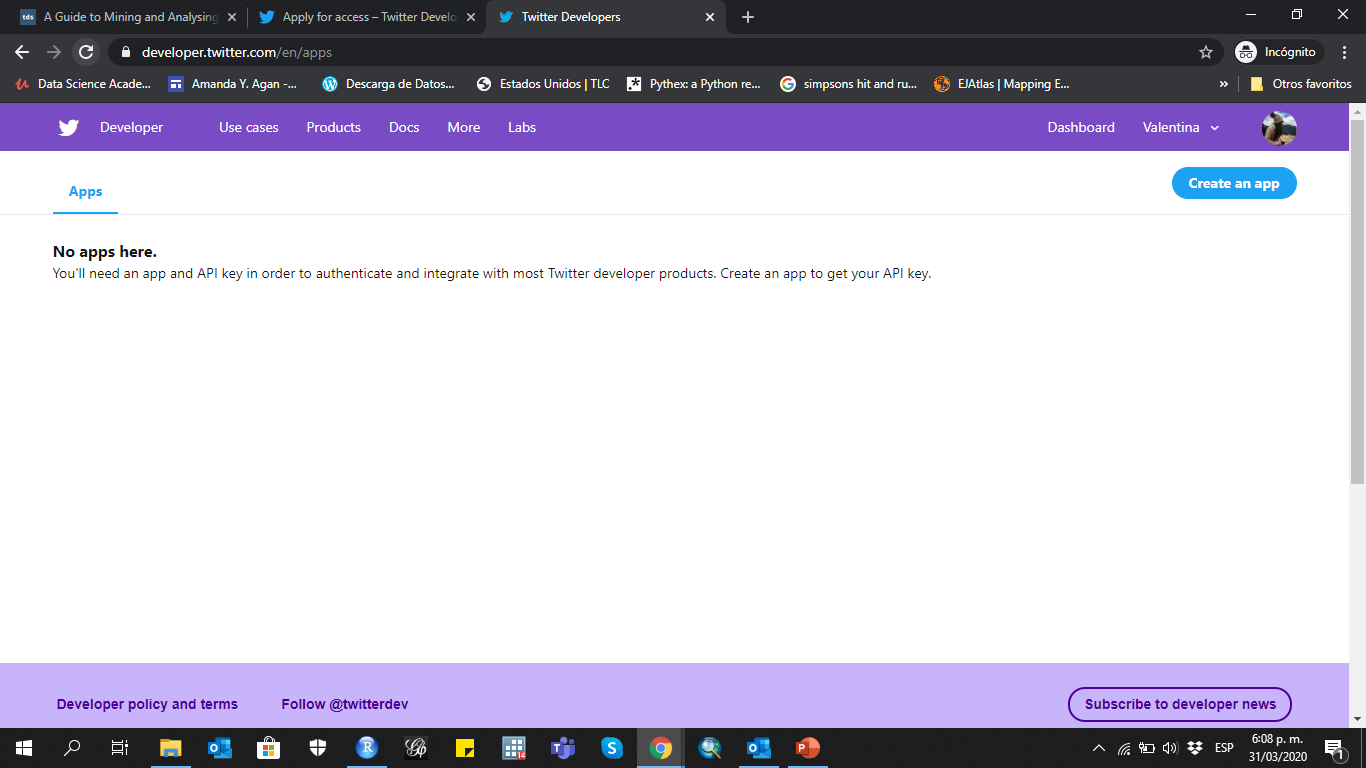 tds A Guide to Mining and Analysing
Apply for access – Twitter Develo
Twitter Developers
developer.twitter.com/en/apps
Incógnito
Data Science Acade...
Amanda Y. Agan -...
Descarga de Datos...
Estados Unidos | TLC
Pythex: a Python re...
simpsons hit and ru...
EJAtlas | Mapping E...
»
Otros favoritos
Developer
Use cases
Products
Docs
More
Labs
Dashboard
Valentina
Apps
Create an app
No apps here.
You'll need an app and API key in order to authenticate and integrate with most Twitter developer products. Create an app to get your API key.
Developer policy and terms
Follow @twitterdev
Subscribe to developer news
ESP
6:08 p. m.
31/03/2020
1